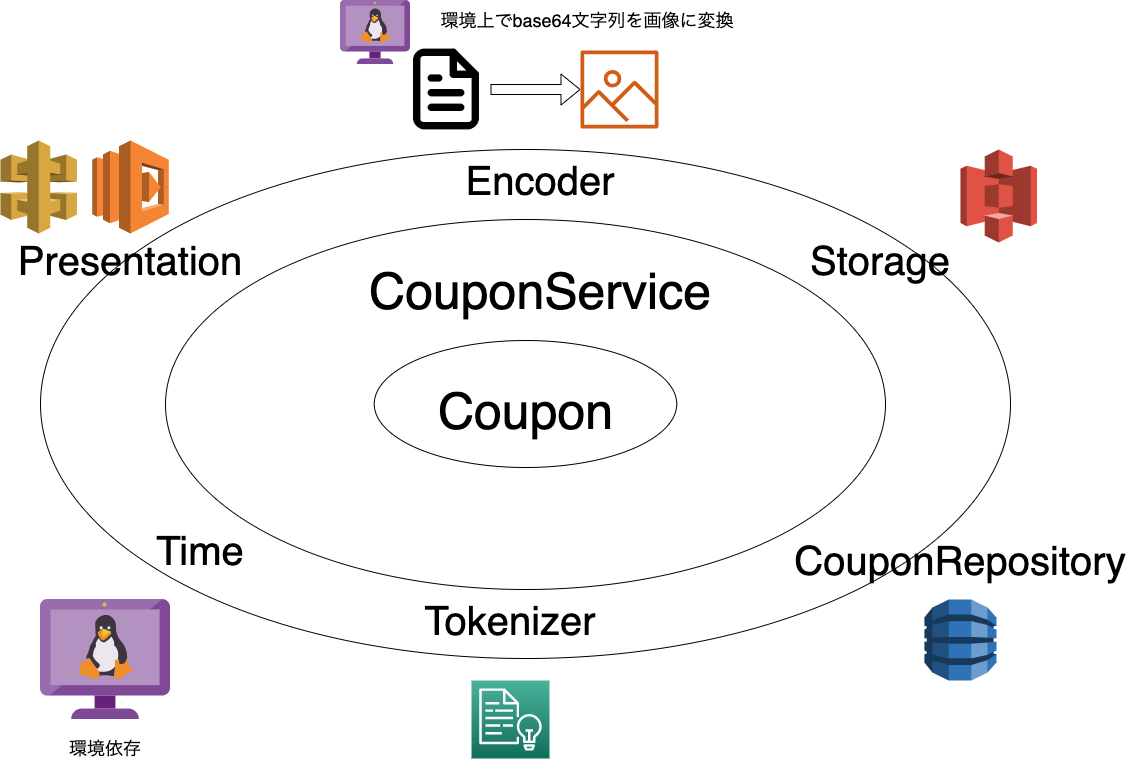 環境上でbase64文字列を画像に変換
Encoder
Presentation
Storage
CouponService
Coupon
Time
CouponRepository
Tokenizer
環境依存